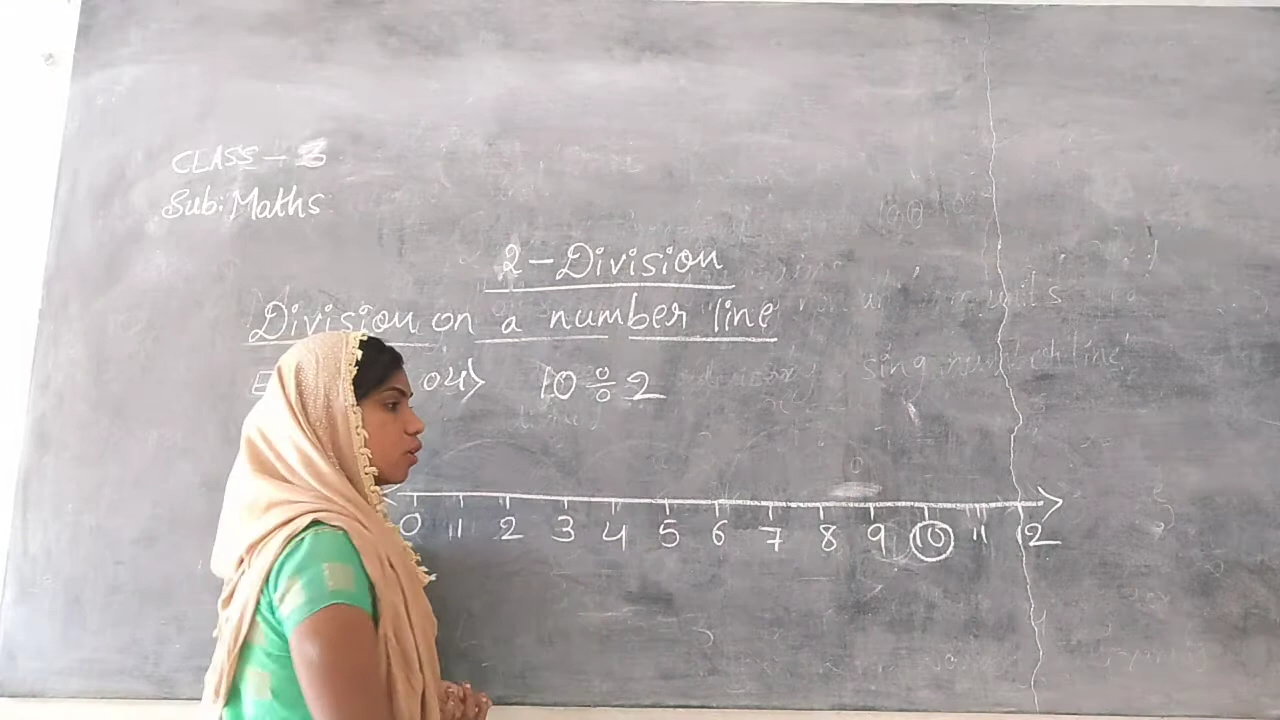 CLASS - 3
Sub: Maths
2 - Division
Division on a number line
04> 10 ÷ 2
0 1 2 3 4 5 6 7 8 9 10 11 12